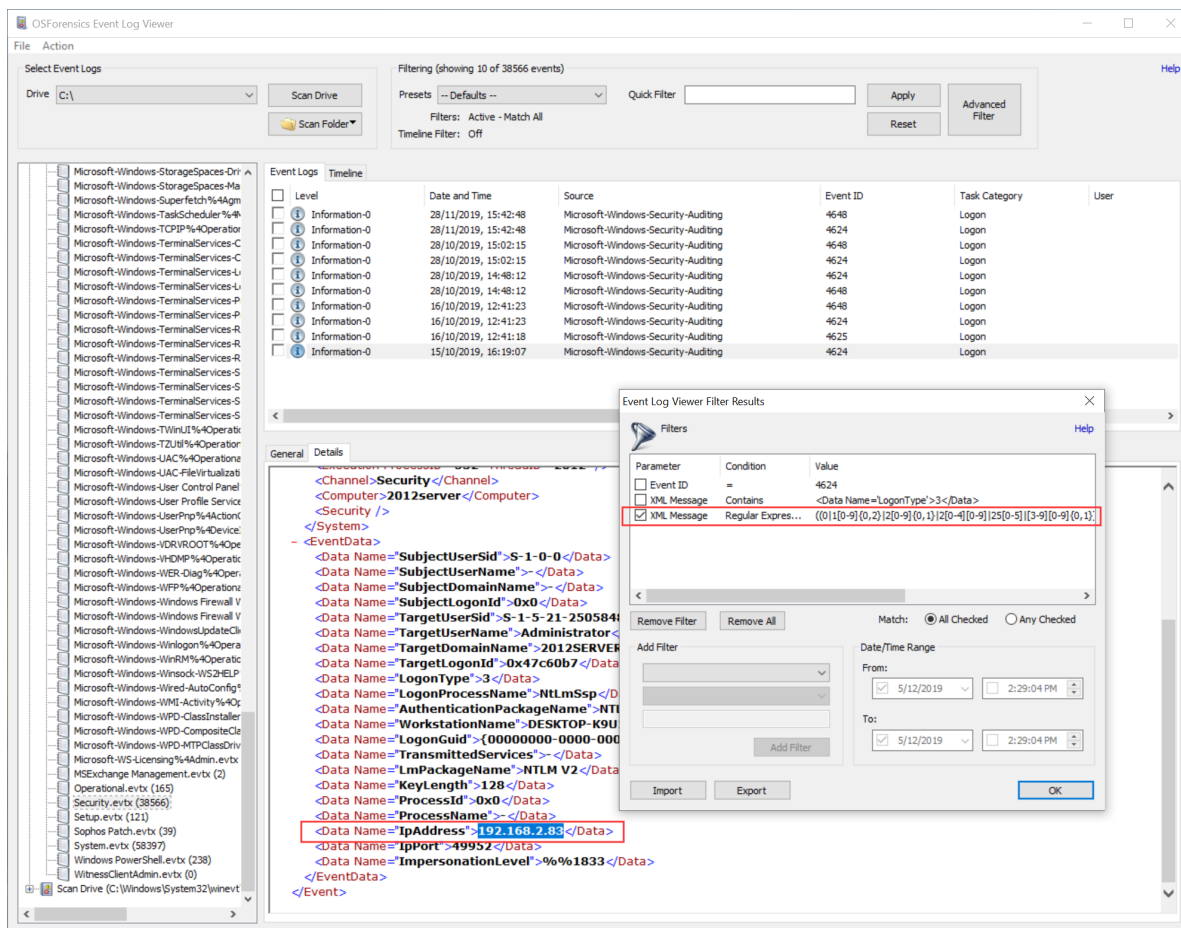 OSForensics Event Log Viewer
File Action
Select Event Logs
Drive C:\
Scan Drive
Scan Folder
Filtering (showing 10 of 38566 events)
Presets -- Defaults -- Quick Filter
Filters: Active - Match All
Timeline Filter: Off
Apply
Reset
Advanced
Filter
Help
Microsoft-Windows-StorageSpaces-Dri
Microsoft-Windows-StorageSpaces-Ma
Microsoft-Windows-Superfetch%4Agm
Microsoft-Windows-TaskScheduler%4M
Microsoft-Windows-TCPIP%4Operation
Microsoft-Windows-TerminalServices-C
Microsoft-Windows-TerminalServices-C
Microsoft-Windows-TerminalServices-L
Microsoft-Windows-TerminalServices-L
Microsoft-Windows-TerminalServices-P
Microsoft-Windows-TerminalServices-P
Microsoft-Windows-TerminalServices-R
Microsoft-Windows-TerminalServices-R
Microsoft-Windows-TerminalServices-R
Microsoft-Windows-TerminalServices-S
Microsoft-Windows-TerminalServices-S
Microsoft-Windows-TerminalServices-S
Microsoft-Windows-TerminalServices-S
Microsoft-Windows-TWinUI%4Operatic
Microsoft-Windows-TZUtil%4Operation
Microsoft-Windows-UAC%4Operationa
Microsoft-Windows-UAC-FileVirtualizati
Microsoft-Windows-User Control Panel
Microsoft-Windows-User Profile Service
Microsoft-Windows-UserPnp%4Action
Microsoft-Windows-UserPnp%4Device
Microsoft-Windows-VDRVROOT%4Ope
Microsoft-Windows-VHDMP%4Operatic
Microsoft-Windows-WER-Diag%4Oper
Microsoft-Windows-WFP%4Operationa
Microsoft-Windows-Windows Firewall W
Microsoft-Windows-Windows Firewall W
Microsoft-Windows-WindowsUpdateClie
Microsoft-Windows-Winlogon%4Opera
Microsoft-Windows-WinRM%4Operatic
Microsoft-Windows-Winsock-WS2HELP
Microsoft-Windows-Wired-AutoConfig
Microsoft-Windows-WMI-Activity%4Op
Microsoft-Windows-WPD-ClassInstaller
Microsoft-Windows-WPD-CompositeCla
Microsoft-Windows-WPD-MTPClassDriv
Microsoft-WS-Licensing%4Admin.evtx
MSExchange Management.evtx (2)
Operational.evtx (165)
Security.evtx (38566)
Setup.evtx (121)
Sophos Patch.evtx (39)
System.evtx (58397)
Windows PowerShell.evtx (238)
WitnessClientAdmin.evtx (0)
Scan Drive (C:\Windows\System32\winevt
Event Logs Timeline
Level Date and Time Source Event ID Task Category User
Information-0 28/11/2019, 15:42:48 Microsoft-Windows-Security-Auditing 4648 Logon
Information-0 28/11/2019, 15:42:48 Microsoft-Windows-Security-Auditing 4624 Logon
Information-0 28/10/2019, 15:02:15 Microsoft-Windows-Security-Auditing 4648 Logon
Information-0 28/10/2019, 15:02:15 Microsoft-Windows-Security-Auditing 4624 Logon
Information-0 28/10/2019, 14:48:12 Microsoft-Windows-Security-Auditing 4624 Logon
Information-0 28/10/2019, 14:48:12 Microsoft-Windows-Security-Auditing 4648 Logon
Information-0 16/10/2019, 12:41:23 Microsoft-Windows-Security-Auditing 4648 Logon
Information-0 16/10/2019, 12:41:23 Microsoft-Windows-Security-Auditing 4624 Logon
Information-0 16/10/2019, 12:41:18 Microsoft-Windows-Security-Auditing 4625 Logon
Information-0 15/10/2019, 16:19:07 Microsoft-Windows-Security-Auditing 4624 Logon
General Details
<Channel>Security</Channel>
<Computer>2012server</Computer>
<Security />
</System>
- <EventData>
<Data Name="SubjectUserSid">S-1-0-0</Data>
<Data Name="SubjectUserName">-</Data>
<Data Name="SubjectDomainName">-</Data>
<Data Name="SubjectLogonId">0x0</Data>
<Data Name="TargetUserSid">S-1-5-21-2505848
<Data Name="TargetUserName">Administrator<
<Data Name="TargetDomainName">2012SERVER
<Data Name="TargetLogonId">0x47c60b7</Data
<Data Name="LogonType">3</Data>
<Data Name="LogonProcessName">NtLmSsp</D
<Data Name="AuthenticationPackageName">NTL
<Data Name="WorkstationName">DESKTOP-K9U
<Data Name="LogonGuid">{00000000-0000-000
<Data Name="TransmittedServices">-</Data>
<Data Name="LmPackageName">NTLM V2</Data
<Data Name="KeyLength">128</Data>
<Data Name="ProcessId">0x0</Data>
<Data Name="ProcessName">-</Data>
<Data Name="IpAddress">192.168.2.83</Data>
<Data Name="IpPort">49952</Data>
<Data Name="ImpersonationLevel">%%1833</Data>
</EventData>
</Event>
Event Log Viewer Filter Results
Filters
Help
Parameter Condition Value
Event ID = 4624
XML Message Contains <Data Name='LogonType'>3</Data>
XML Message Regular Expres... ((0|1[0-9]{0,2}|2[0-9]{0,1}|2[0-4][0-9]|25[0-5]|[3-9][0-9]{0,1}
Remove Filter
Remove All
Match: All Checked Any Checked
Add Filter
Add Filter
Date/Time Range
From:
5/12/2019 2:29:04 PM
To:
5/12/2019 2:29:04 PM
Import
Export
OK